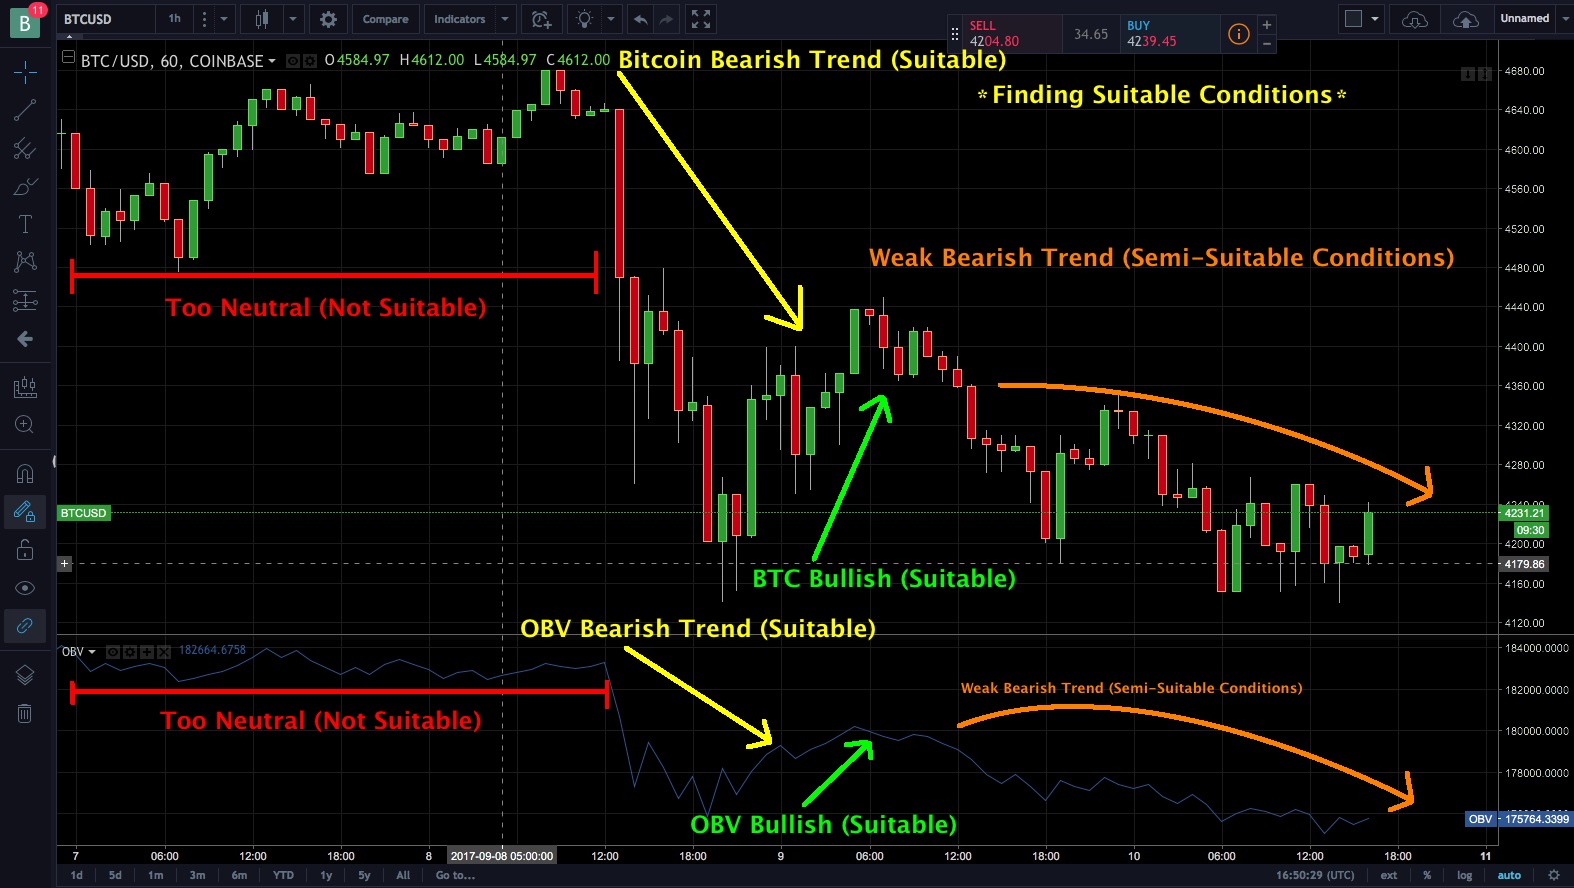 B 11
BTCUSD 1h Compare Indicators Unnamed
SELL
4204.80
34.65
BUY
4239.45
BTC/USD, 60, COINBASE O4584.97 H4612.00 L4584.97 C4612.00
Bitcoin Bearish Trend (Suitable)
*Finding Suitable Conditions*
Weak Bearish Trend (Semi-Suitable Conditions)
Too Neutral (Not Suitable)
BTC Bullish (Suitable)
4680.00
4640.00
4600.00
4560.00
4520.00
4480.00
4440.00
4400.00
4360.00
4320.00
4280.00
4240.00
BTCUSD
4231.21
09:30
4200.00
4179.86
4160.00
4120.00
OBV Bearish Trend (Suitable)
OBV 182664.6758
Weak Bearish Trend (Semi-Suitable Conditions)
Too Neutral (Not Suitable)
OBV Bullish (Suitable)
184000.0000
182000.0000
180000.0000
178000.0000
OBV 175764.3399
7 06:00 12:00 18:00 8 2017-09-08 05:00:00 12:00 18:00 9 06:00 12:00 18:00 10 06:00 12:00 18:00 11
1d 5d 1m 3m 6m YTD 1y 5y All Go to... 16:50:29 (UTC) ext % log auto